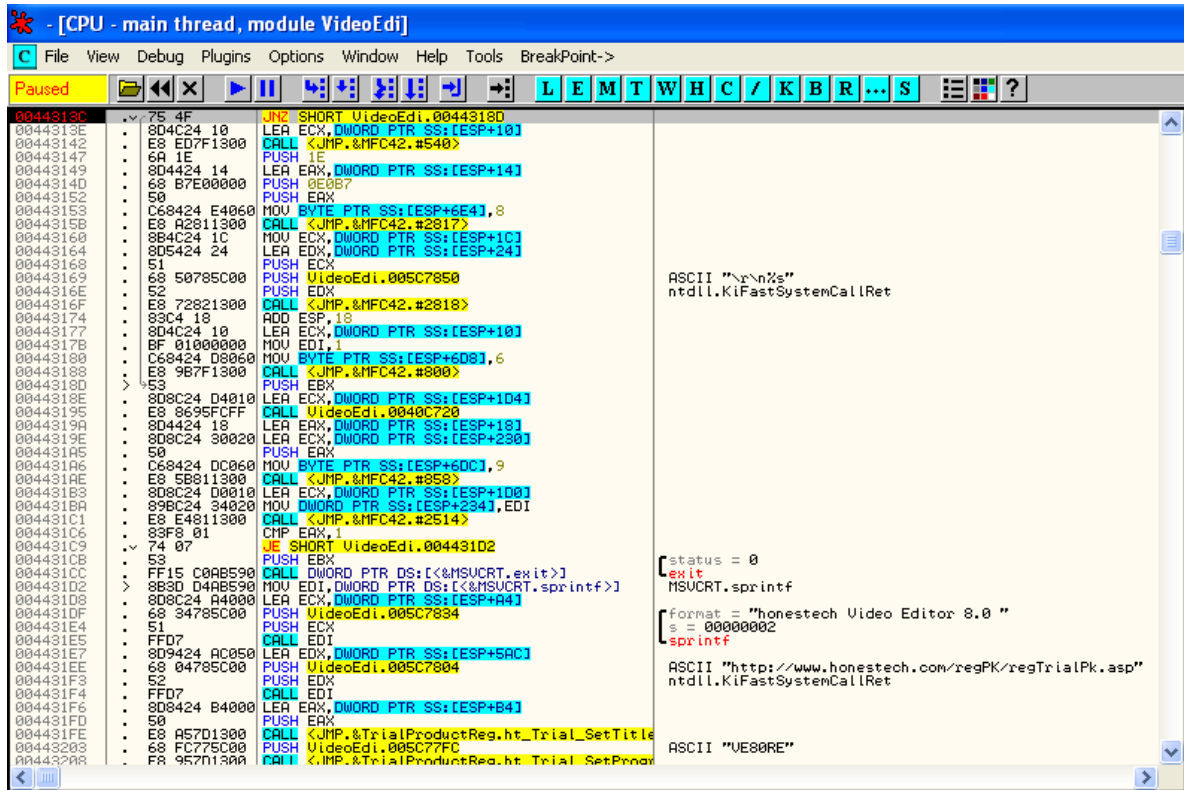 - [CPU - main thread, module VideoEdi]
C File View Debug Plugins Options Window Help Tools BreakPoint->
Paused L E M T W H C / K B R ... S ?
0044313C .v 75 4F JNZ SHORT VideoEdi.0044318D
0044313E . 8D4C24 10 LEA ECX,DWORD PTR SS:[ESP+10]
00443142 . E8 ED7F1300 CALL <JMP.&MFC42.#540>
00443147 . 6A 1E PUSH 1E
00443149 . 8D4424 14 LEA EAX,DWORD PTR SS:[ESP+14]
0044314D . 68 B7E00000 PUSH 0E0B7
00443152 . 50 PUSH EAX
00443153 . C68424 E4060 MOV BYTE PTR SS:[ESP+6E4],8
0044315B . E8 A2811300 CALL <JMP.&MFC42.#2817>
00443160 . 8B4C24 1C MOV ECX,DWORD PTR SS:[ESP+1C]
00443164 . 8D5424 24 LEA EDX,DWORD PTR SS:[ESP+24]
00443168 . 51 PUSH ECX
00443169 . 68 50785C00 PUSH VideoEdi.005C7850 ASCII "\r\n%s"
0044316E . 52 PUSH EDX ntdll.KiFastSystemCallRet
0044316F . E8 72821300 CALL <JMP.&MFC42.#2818>
00443174 . 83C4 18 ADD ESP,18
00443177 . 8D4C24 10 LEA ECX,DWORD PTR SS:[ESP+10]
0044317B . BF 01000000 MOV EDI,1
00443180 . C68424 D8060 MOV BYTE PTR SS:[ESP+6D8],6
00443188 . E8 9B7F1300 CALL <JMP.&MFC42.#800>
0044318D > 53 PUSH EBX
0044318E . 8D8C24 D4010 LEA ECX,DWORD PTR SS:[ESP+1D4]
00443195 . E8 8695FCFF CALL VideoEdi.0040C720
0044319A . 8D4424 18 LEA EAX,DWORD PTR SS:[ESP+18]
0044319E . 8D8C24 30020 LEA ECX,DWORD PTR SS:[ESP+230]
004431A5 . 50 PUSH EAX
004431A6 . C68424 DC060 MOV BYTE PTR SS:[ESP+6DC],9
004431AE . E8 5B811300 CALL <JMP.&MFC42.#858>
004431B3 . 8D8C24 D0010 LEA ECX,DWORD PTR SS:[ESP+1D0]
004431BA . 89BC24 34020 MOV DWORD PTR SS:[ESP+234],EDI
004431C1 . E8 E4811300 CALL <JMP.&MFC42.#2514>
004431C6 . 83F8 01 CMP EAX,1
004431C9 .v 74 07 JE SHORT VideoEdi.004431D2
004431CB . 53 PUSH EBX status = 0
004431CC . FF15 C0AB590 CALL DWORD PTR DS:[<&MSVCRT.exit>] exit
004431D2 > 8B3D D4AB590 MOV EDI,DWORD PTR DS:[<&MSVCRT.sprintf>] MSVCRT.sprintf
004431D8 . 8D8C24 A4000 LEA ECX,DWORD PTR SS:[ESP+A4]
004431DF . 68 34785C00 PUSH VideoEdi.005C7834 format = "honestech Video Editor 8.0 "
004431E4 . 51 PUSH ECX s = 00000002
004431E5 . FFD7 CALL EDI sprintf
004431E7 . 8D9424 AC050 LEA EDX,DWORD PTR SS:[ESP+5AC]
004431EE . 68 04785C00 PUSH VideoEdi.005C7804 ASCII "http://www.honestech.com/regPK/regTrialPk.asp"
004431F3 . 52 PUSH EDX ntdll.KiFastSystemCallRet
004431F4 . FFD7 CALL EDI
004431F6 . 8D8424 B4000 LEA EAX,DWORD PTR SS:[ESP+B4]
004431FD . 50 PUSH EAX
004431FE . E8 A57D1300 CALL <JMP.&TrialProductReg.ht_Trial_SetTitle
00443203 . 68 FC775C00 PUSH VideoEdi.005C77FC ASCII "VE80RE"
00443208 . E8 957D1300 CALL <JMP.&TrialProductReg.ht_Trial_SetProgr